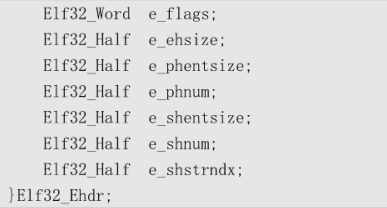 Elf32_Word e_flags;
Elf32_Half e_ehsize;
Elf32_Half e_phentsize;
Elf32_Half e_phnum;
Elf32_Half e_shentsize;
Elf32_Half e_shnum;
Elf32_Half e_shstrndx;
}Elf32_Ehdr;